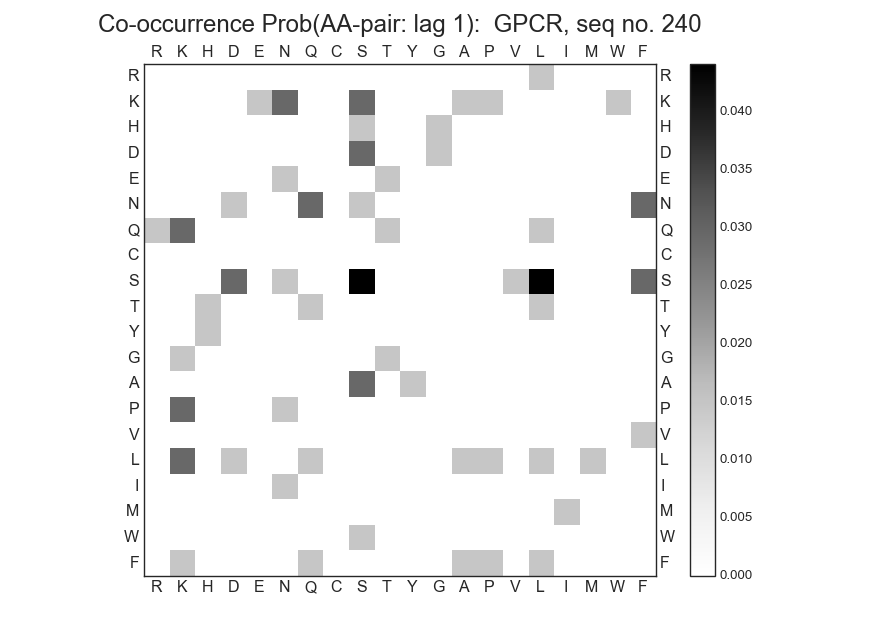 Co-occurrence Prob(AA-pair: lag 1):  GPCR, seq no. 240
R K H D E N Q C S T Y G A P V L I M W F
R R
K K
H H
D D
E E
N N
Q Q
C C
S S
T T
Y Y
G G
A A
P P
V V
L L
I I
M M
W W
F F
R K H D E N Q C S T Y G A P V L I M W F
0.040
0.035
0.030
0.025
0.020
0.015
0.010
0.005
0.000